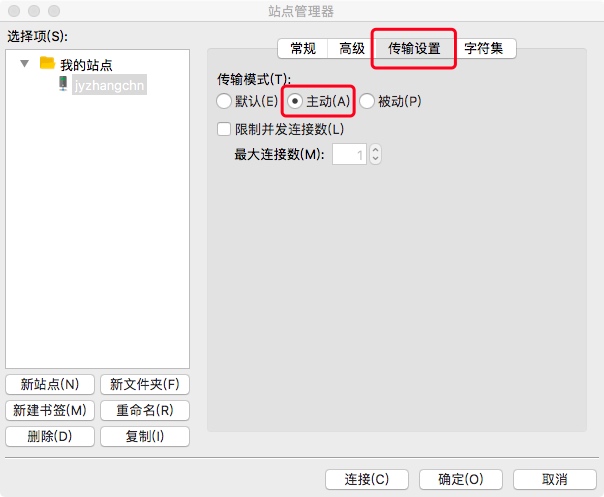 站点管理器
选择项(S):
我的站点
jyzhangchn
新站点(N)
新文件夹(F)
新建书签(M)
重命名(R)
删除(D)
复制(I)
常规
高级
传输设置
字符集
传输模式(T):
默认(E)
主动(A)
被动(P)
限制并发连接数(L)
最大连接数(M):
1
连接(C)
确定(O)
取消